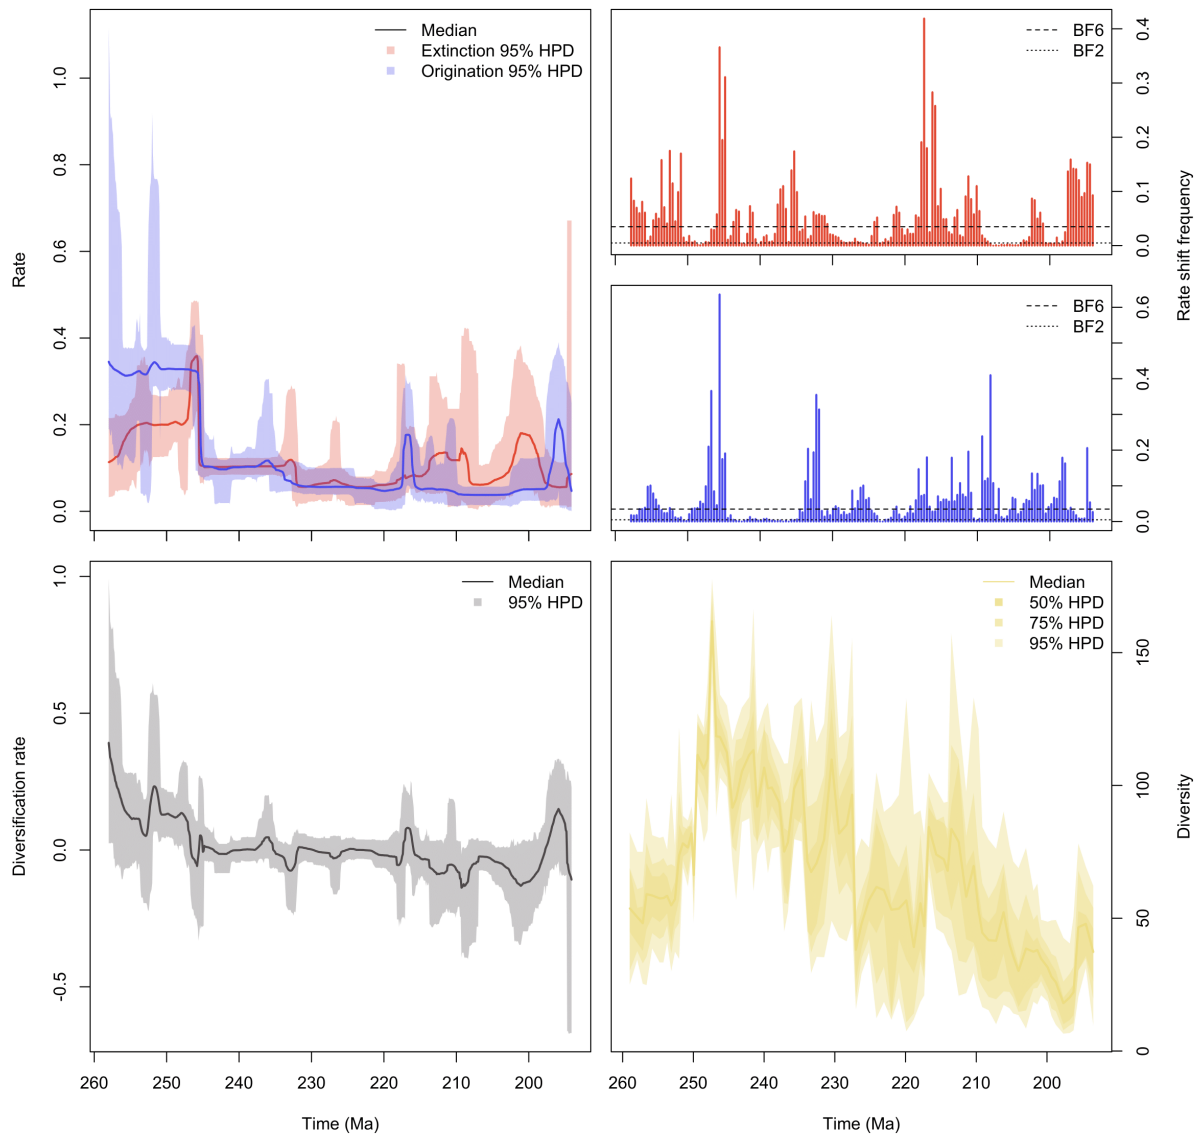 Median
Extinction 95% HPD
Origination 95% HPD
Rate
0.0
0.2
0.4
0.6
0.8
1.0
BF6
BF2
0.0
0.1
0.2
0.3
0.4
BF6
BF2
0.0
0.2
0.4
0.6
Rate shift frequency
Median
95% HPD
Diversification rate
-0.5
0.0
0.5
1.0
260 250 240 230 220 210 200
Time (Ma)
Median
50% HPD
75% HPD
95% HPD
0
50
100
150
Diversity
260 250 240 230 220 210 200
Time (Ma)